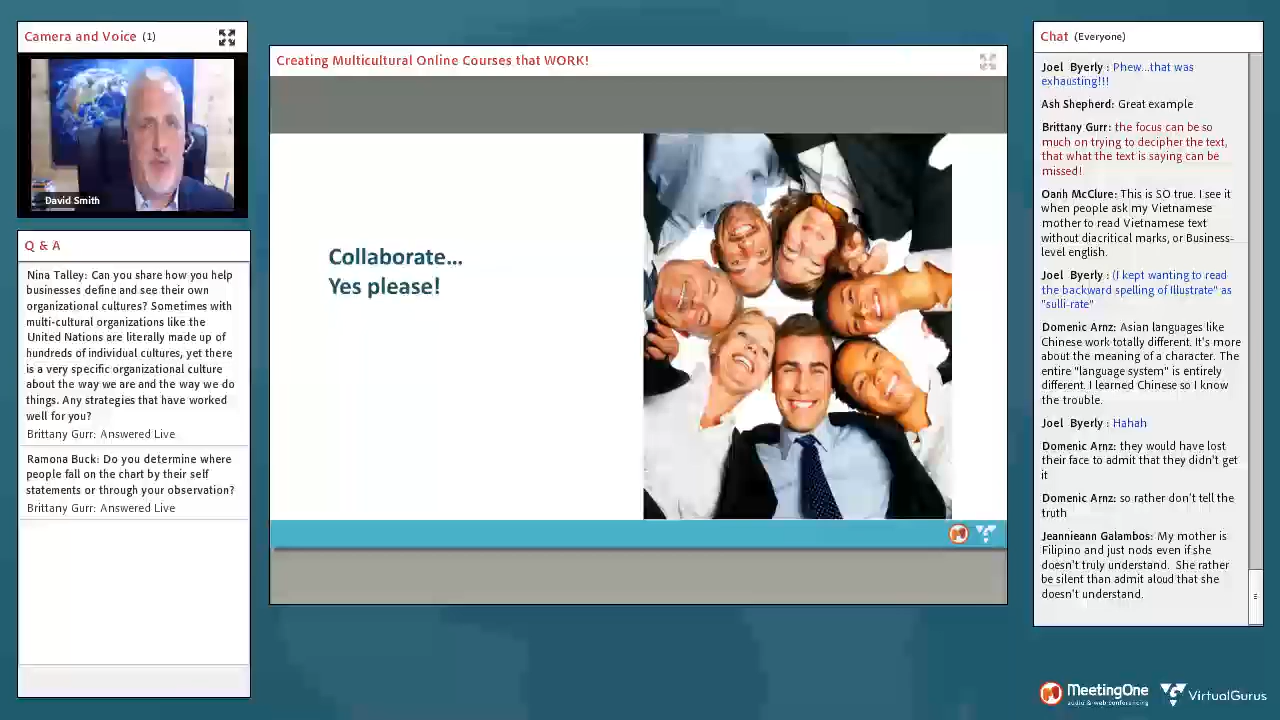 Camera and Voice (1)
David Smith
Q & A
Nina Talley: Can you share how you help
businesses define and see their own
organizational cultures? Sometimes with
multi-cultural organizations like the
United Nations are literally made up of
hundreds of individual cultures, yet there
is a very specific organizational culture
about the way we are and the way we do
things. Any strategies that have worked
well for you?
Brittany Gurr: Answered Live
Ramona Buck: Do you determine where
people fall on the chart by their self
statements or through your observation?
Brittany Gurr: Answered Live
Creating Multicultural Online Courses that WORK!
Collaborate...
Yes please!
Chat (Everyone)
Joel Byerly : Phew...that was
exhausting!!!
Ash Shepherd: Great example
Brittany Gurr: the focus can be so
much on trying to decipher the text,
that what the text is saying can be
missed!
Oanh McClure: This is SO true. I see it
when people ask my Vietnamese
mother to read Vietnamese text
without diacritical marks, or Business-
level english.
Joel Byerly : (I kept wanting to read
the backward spelling of Illustrate" as
"sulli-rate"
Domenic Arnz: Asian languages like
Chinese work totally different. It's more
about the meaning of a character. The
entire "language system" is entirely
different. I learned Chinese so I know
the trouble.
Joel Byerly : Hahah
Domenic Arnz: they would have lost
their face to admit that they didn't get
it
Domenic Arnz: so rather don't tell the
truth
Jeannieann Galambos: My mother is
Filipino and just nods even if she
doesn't truly understand. She rather
be silent than admit aloud that she
doesn't understand.
MeetingOne
audio & web conferencing
VirtualGurus